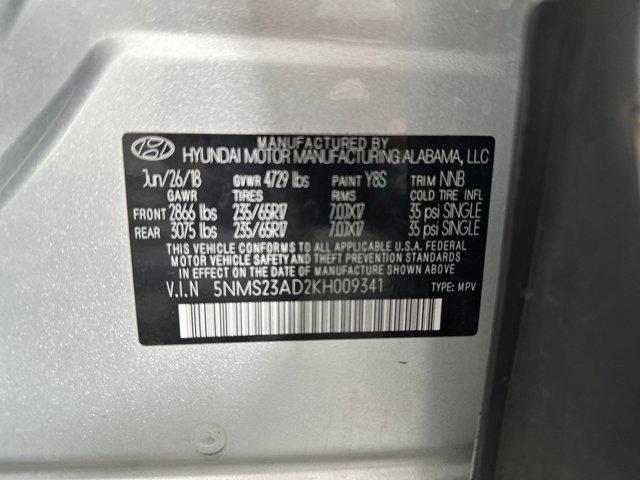 MANUFACTURED BY
HYUNDAI MOTOR MANUFACTURING ALABAMA, LLC
Jun/26/18 GVWR 4729 lbs PAINT Y8S TRIM NNB
GAWR TIRES RIMS COLD TIRE INFL
FRONT 2866 lbs 235/65R17 7.0JX17 35 psi SINGLE
REAR 3075 lbs 235/65R17 7.0JX17 35 psi SINGLE
THIS VEHICLE CONFORMS TO ALL APPLICABLE U.S.A. FEDERAL
MOTOR VEHICLE SAFETY AND THEFT PREVENTION STANDARDS
IN EFFECT ON THE DATE OF MANUFACTURE SHOWN ABOVE.
V.I.N 5NMS23AD2KH009341 TYPE: MPV